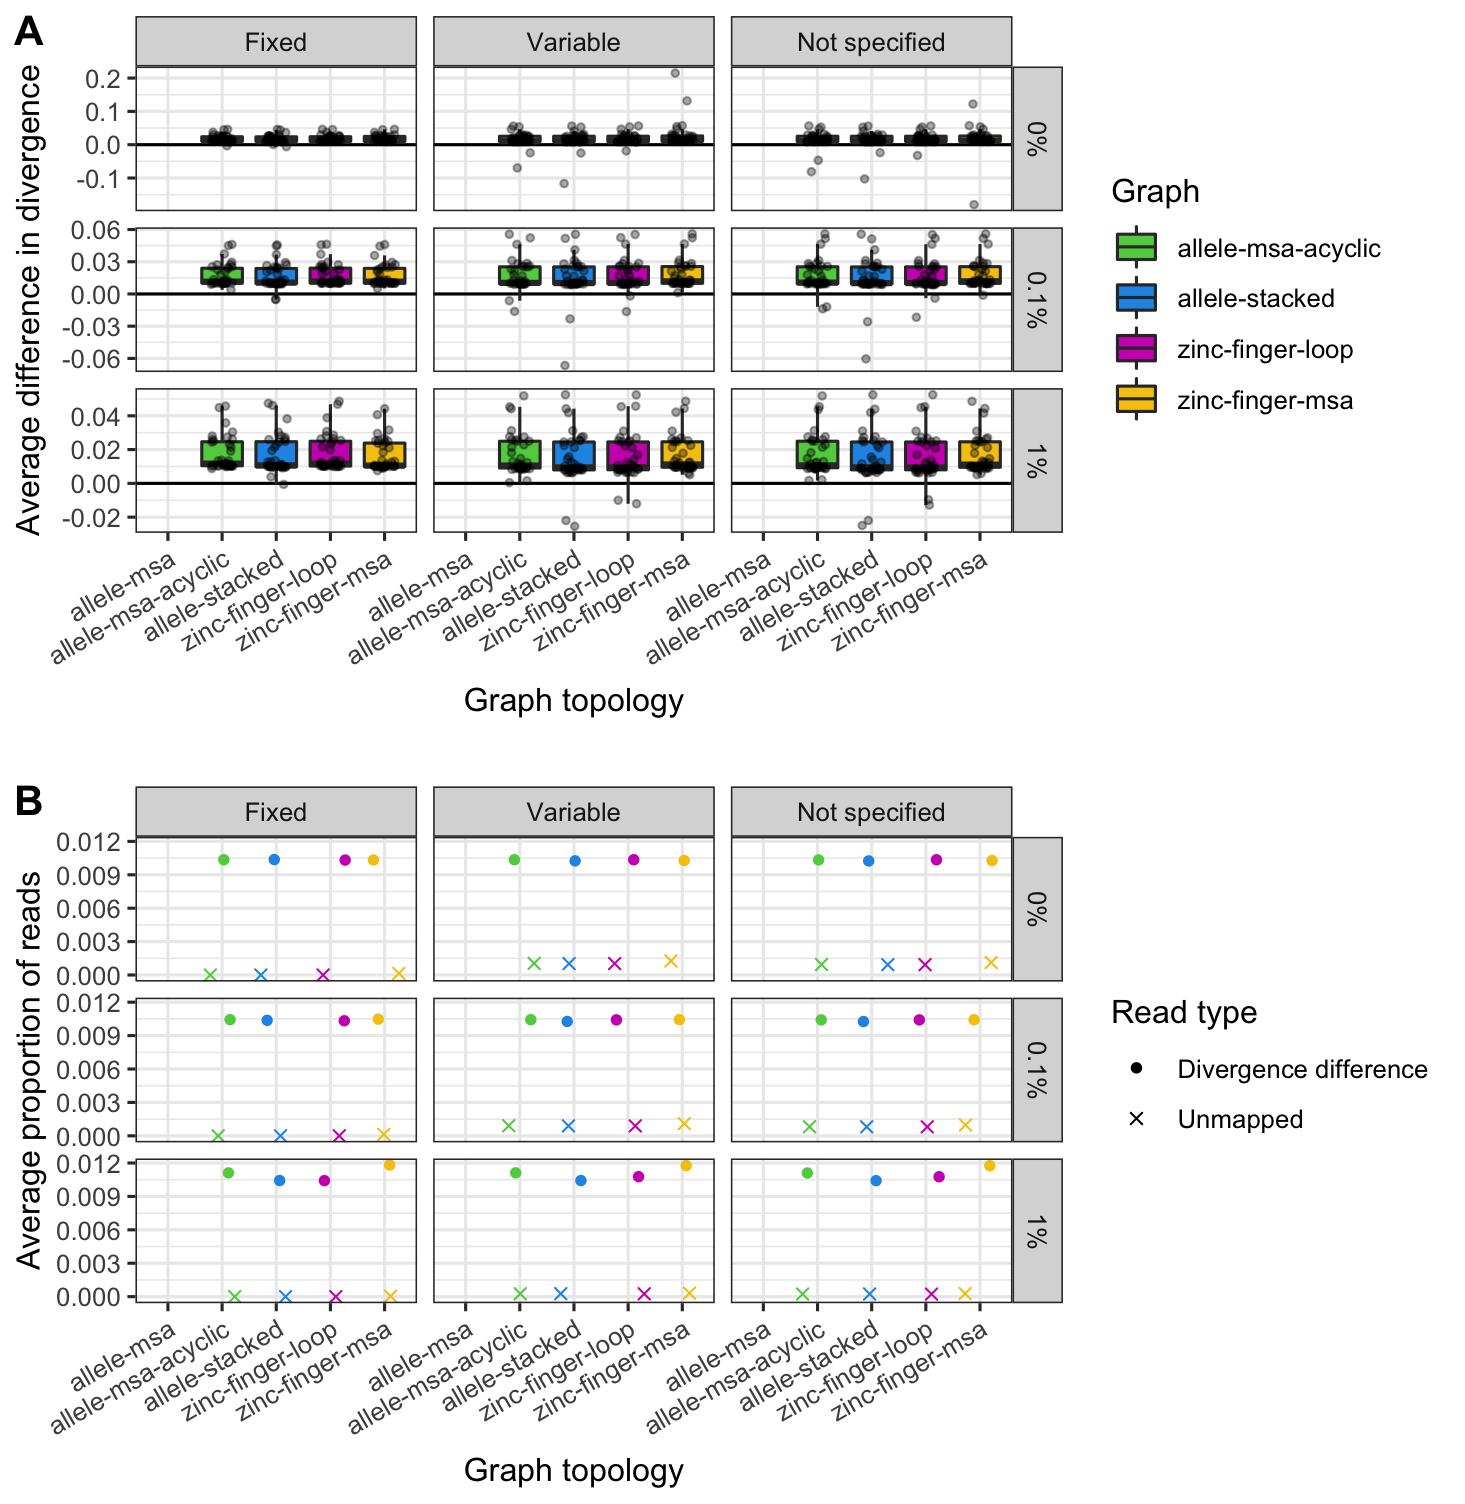 A
Fixed
Variable
Not specified
Average difference in divergence
0.2
0.1
0.0
-0.1
0%
0.06
0.03
0.00
-0.03
-0.06
0.1%
0.04
0.02
0.00
-0.02
1%
allele-msa
allele-msa-acyclic
allele-stacked
zinc-finger-loop
zinc-finger-msa
allele-msa
allele-msa-acyclic
allele-stacked
zinc-finger-loop
zinc-finger-msa
allele-msa
allele-msa-acyclic
allele-stacked
zinc-finger-loop
zinc-finger-msa
Graph topology
Graph
allele-msa-acyclic
allele-stacked
zinc-finger-loop
zinc-finger-msa
B
Fixed
Variable
Not specified
Average proportion of reads
0.012
0.009
0.006
0.003
0.000
0%
0.012
0.009
0.006
0.003
0.000
0.1%
0.012
0.009
0.006
0.003
0.000
1%
allele-msa
allele-msa-acyclic
allele-stacked
zinc-finger-loop
zinc-finger-msa
allele-msa
allele-msa-acyclic
allele-stacked
zinc-finger-loop
zinc-finger-msa
allele-msa
allele-msa-acyclic
allele-stacked
zinc-finger-loop
zinc-finger-msa
Graph topology
Read type
Divergence difference
Unmapped